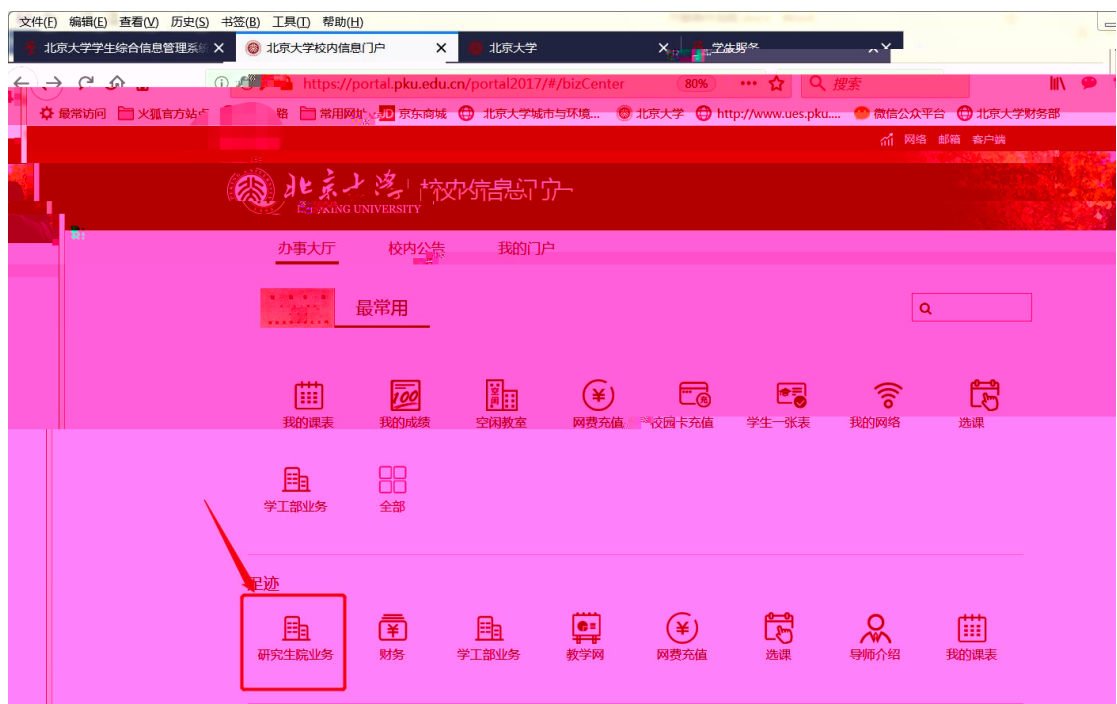 文件(F) 编辑(E) 查看(V) 历史(S) 书签(B) 工具(T) 帮助(H)
北京大学学生综合信息管理系统 × 北京大学校内信息门户 × 北京大学 × 学生服务 ×
https://portal.pku.edu.cn/portal2017/#/bizCenter 80% 搜索
最常访问 火狐官方站点 路 常用网址 JD 京东商城 北京大学城市与环境... 北京大学 http://www.ues.pku.... 微信公众平台 北京大学财务部
网络 邮箱 客户端
北京大学 校内信息门户
PEKING UNIVERSITY
办事大厅 校内公告 我的门户
最常用
我的课表 我的成绩 空闲教室 网费充值 校园卡充值 学生一张表 我的网络 选课
学工部业务 全部
足迹
研究生院业务 财务 学工部业务 教学网 网费充值 选课 导师介绍 我的课表